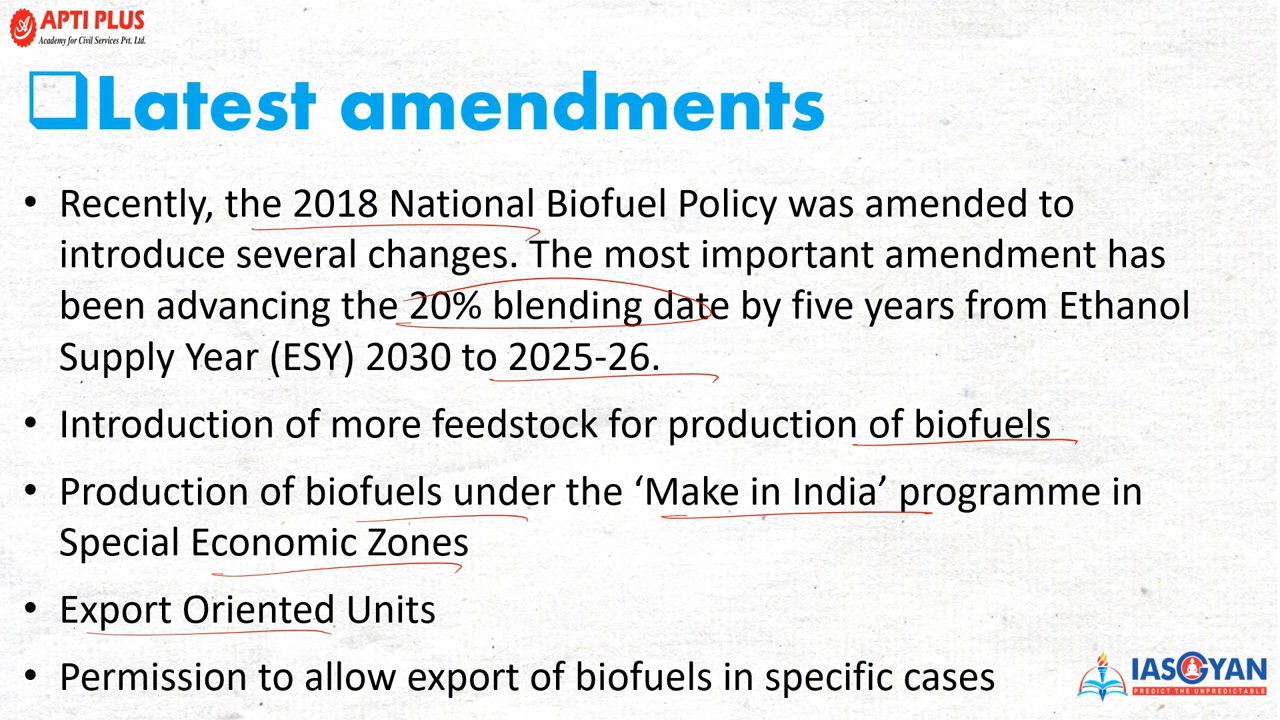 APTI PLUS
Academy for Civil Services Pvt. Ltd.
Latest amendments
• Recently, the 2018 National Biofuel Policy was amended to
introduce several changes. The most important amendment has
been advancing the 20% blending date by five years from Ethanol
Supply Year (ESY) 2030 to 2025-26.
• Introduction of more feedstock for production of biofuels
• Production of biofuels under the ‘Make in India’ programme in
Special Economic Zones
• Export Oriented Units
• Permission to allow export of biofuels in specific cases
IASGYAN
PREDICT THE UNPREDICTABLE